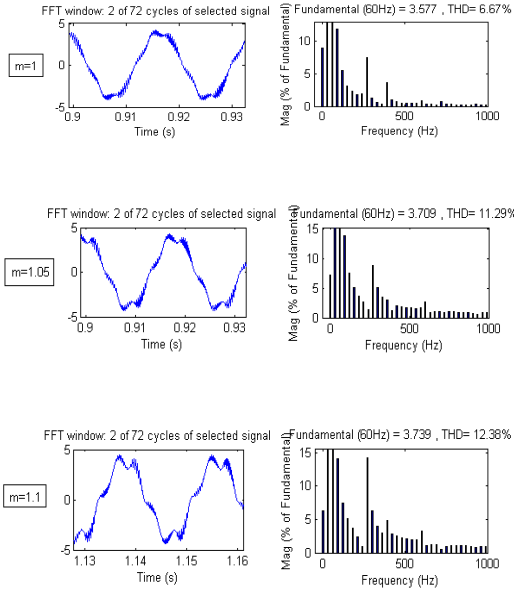 FFT window: 2 of 72 cycles of selected signal
Fundamental (60Hz) = 3.577 , THD= 6.67%
m=1
5
0
-5
0.9 0.91 0.92 0.93
Time (s)
Mag (% of Fundamental)
10
5
0
0 500 1000
Frequency (Hz)
FFT window: 2 of 72 cycles of selected signal
Fundamental (60Hz) = 3.709 , THD= 11.29%
m=1.05
5
0
-5
0.9 0.91 0.92 0.93
Time (s)
Mag (% of Fundamental)
15
10
5
0
0 500 1000
Frequency (Hz)
FFT window: 2 of 72 cycles of selected signal
Fundamental (60Hz) = 3.739 , THD= 12.38%
m=1.1
5
0
-5
1.13 1.14 1.15 1.16
Time (s)
Mag (% of Fundamental)
15
10
5
0
0 500 1000
Frequency (Hz)